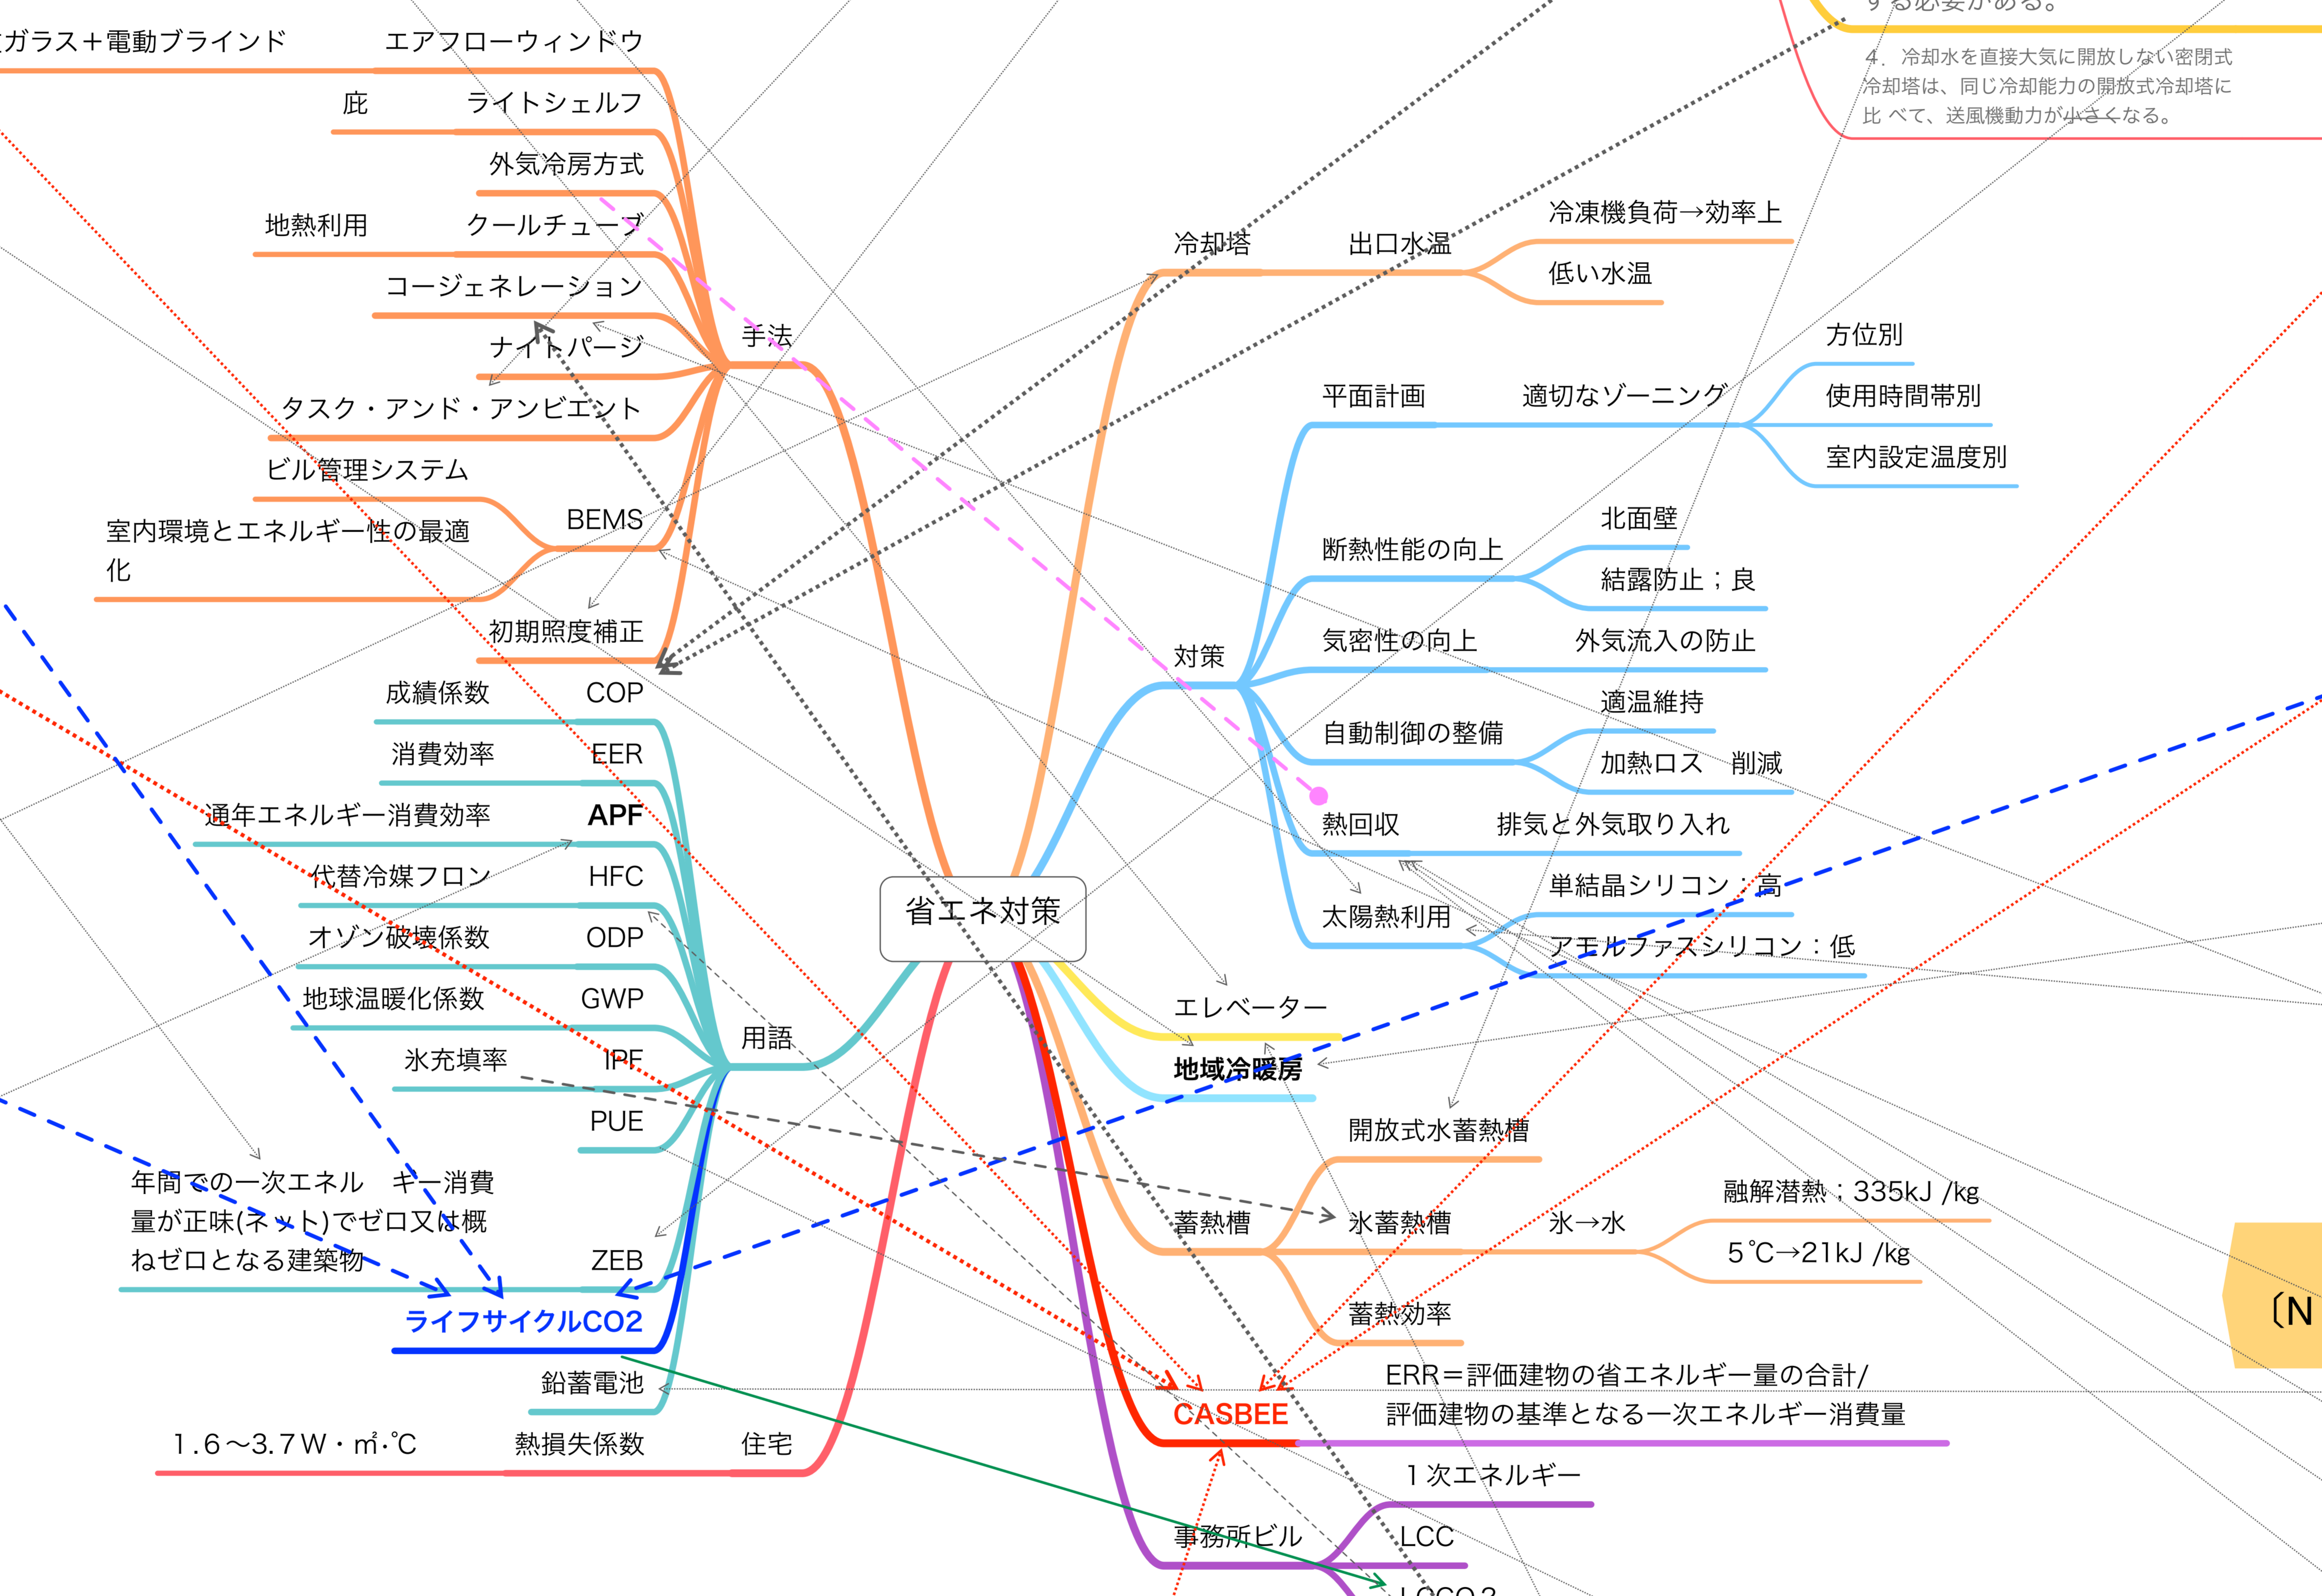 ガラス＋電動ブラインド
エアフローウィンドウ
庇
ライトシェルフ
外気冷房方式
地熱利用
クールチューブ
コージェネレーション
手法
ナイトパージ
タスク・アンド・アンビエント
ビル管理システム
BEMS
室内環境とエネルギー性の最適
化
初期照度補正
成績係数
COP
消費効率
EER
通年エネルギー消費効率
APF
代替冷媒フロン
HFC
オゾン破壊係数
ODP
地球温暖化係数
GWP
用語
氷充填率
IPF
PUE
年間での一次エネル　キー消費
量が正味(ネット)でゼロ又は概
ねゼロとなる建築物
ZEB
ライフサイクルCO2
鉛蓄電池
1.6〜3.7W・㎡・℃
熱損失係数
住宅
省エネ対策
する必要がある。
4．冷却水を直接大気に開放しない密閉式
冷却塔は、同じ冷却能力の開放式冷却塔に
比 べて、送風機動力が小さくなる。
冷却塔
出口水温
冷凍機負荷→効率上
低い水温
対策
平面計画
適切なゾーニング
方位別
使用時間帯別
室内設定温度別
断熱性能の向上
北面壁
結露防止；良
気密性の向上
外気流入の防止
自動制御の整備
適温維持
加熱ロス　削減
熱回収
排気と外気取り入れ
太陽熱利用
単結晶シリコン：高
アモルファスシリコン：低
エレベーター
地域冷暖房
蓄熱槽
開放式水蓄熱槽
氷蓄熱槽
氷→水
融解潜熱；335kJ /kg
５℃→21kJ /kg
蓄熱効率
CASBEE
ERR＝評価建物の省エネルギー量の合計/
評価建物の基準となる一次エネルギー消費量
事務所ビル
１次エネルギー
LCC
LCCO２
〔N